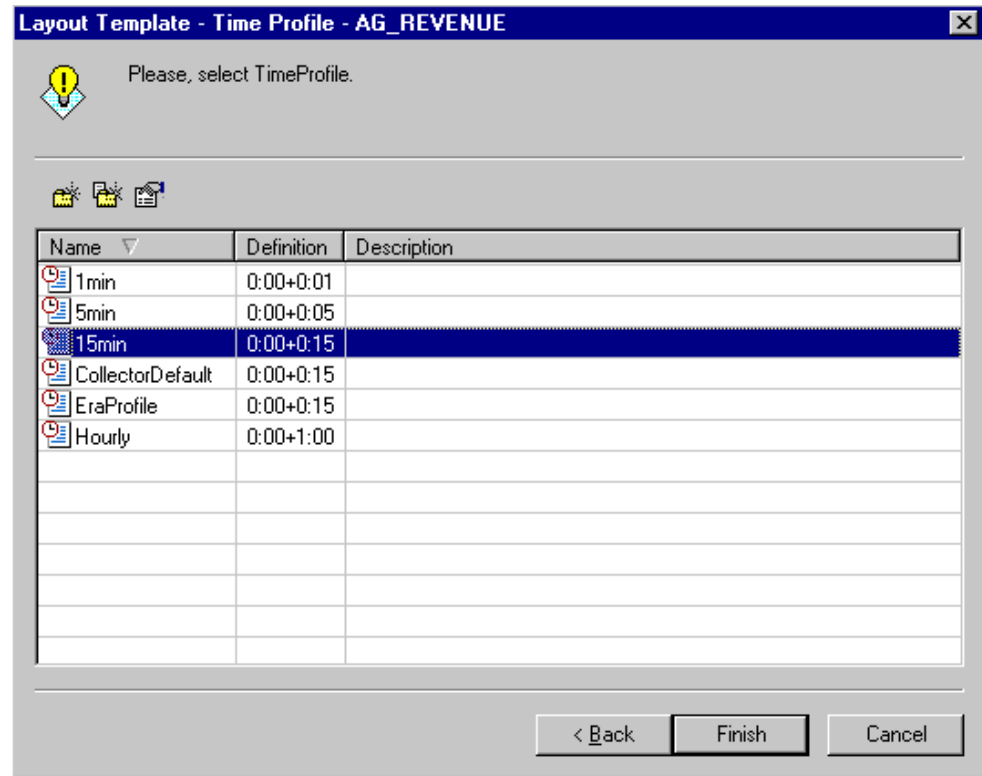 Layout Template - Time Profile - AG_REVENUE
Please, select TimeProfile.
Name Definition Description
1min 0:00+0:01
5min 0:00+0:05
15min 0:00+0:15
CollectorDefault 0:00+0:15
EraProfile 0:00+0:15
Hourly 0:00+1:00
< Back Finish Cancel